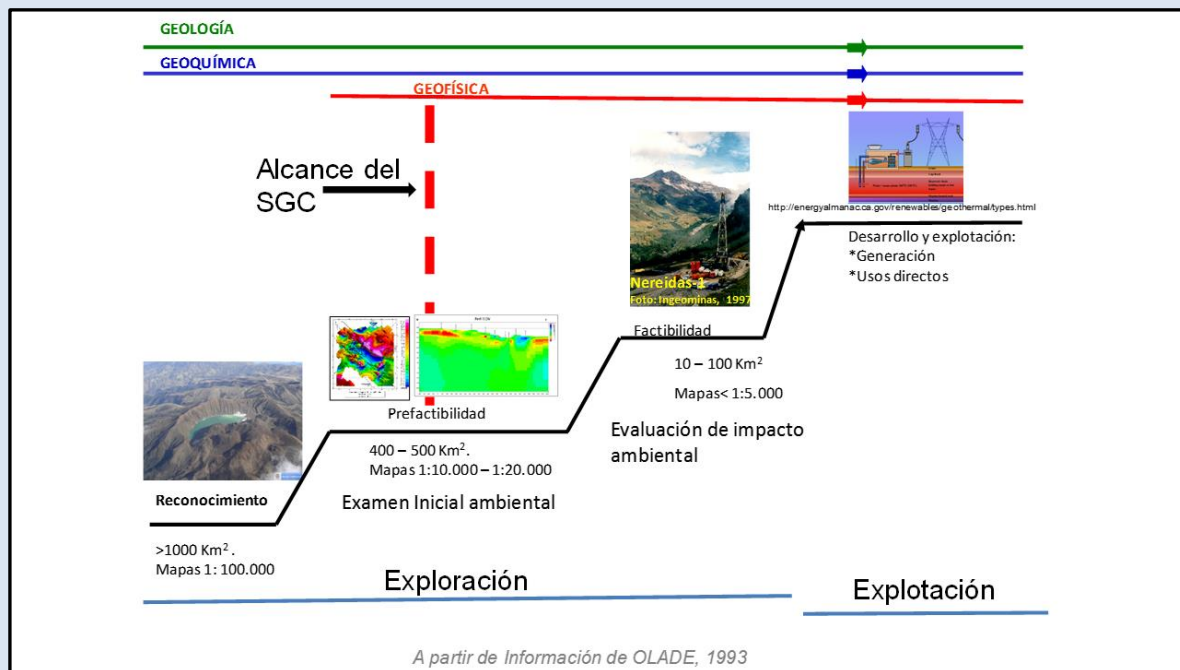 GEOLOGÍA
GEOQUÍMICA
GEOFÍSICA
Alcance del
SGC
http://energyalmanac.ca.gov/renewables/geothermal/types.html
Desarrollo y explotación:
*Generación
*Usos directos
Nereidas-1
Foto: Ingeominas, 1997
Factibilidad
10 – 100 Km²
Mapas< 1:5.000
Evaluación de impacto
ambiental
Prefactibilidad
400 – 500 Km².
Mapas 1:10.000 – 1:20.000
Examen Inicial ambiental
Reconocimiento
>1000 Km² .
Mapas 1: 100.000
Exploración
Explotación
A partir de Información de OLADE, 1993